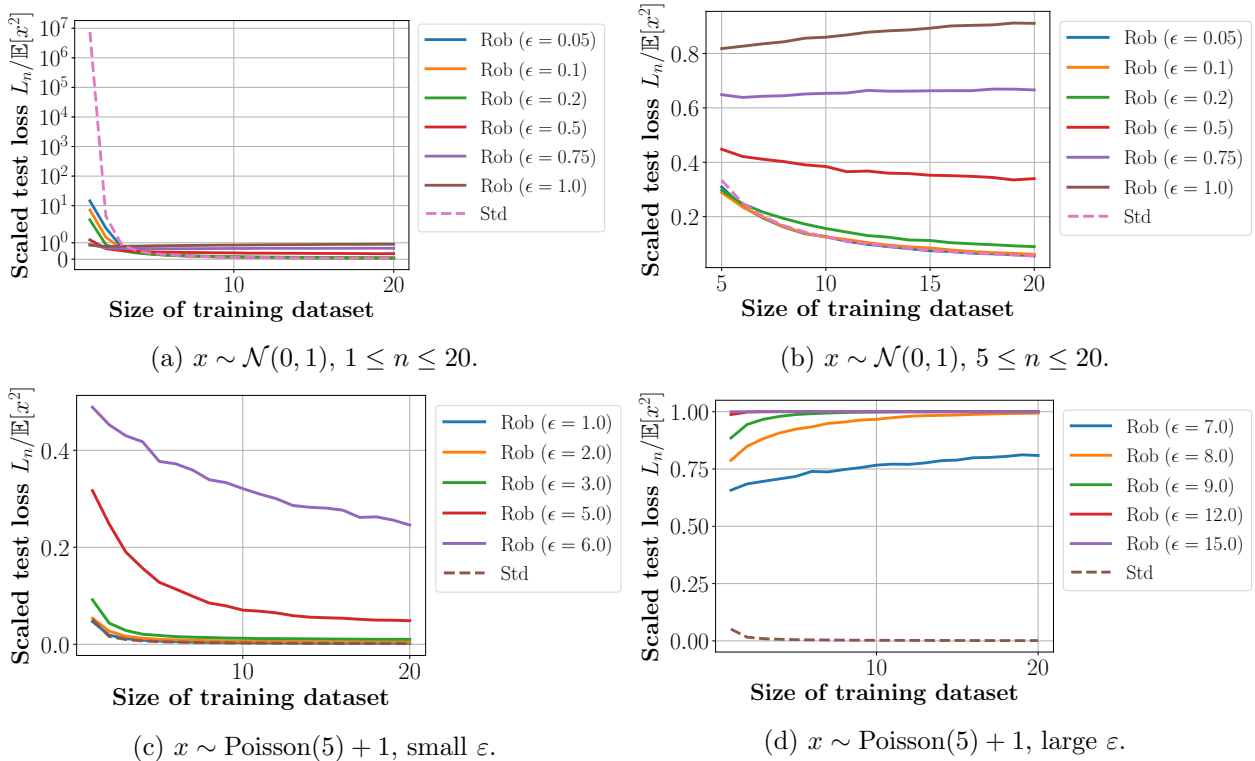 Scaled test loss $L_n/\mathbb{E}[x^2]$
10^7
10^6
10^5
10^4
10^3
10^2
10^1
10^0
0
10
20
Size of training dataset
Rob (ϵ = 0.05)
Rob (ϵ = 0.1)
Rob (ϵ = 0.2)
Rob (ϵ = 0.5)
Rob (ϵ = 0.75)
Rob (ϵ = 1.0)
Std
(a) x ∼ 𝒩(0, 1), 1 ≤ n ≤ 20.
Scaled test loss $L_n/\mathbb{E}[x^2]$
0.8
0.6
0.4
0.2
5
10
15
20
Size of training dataset
Rob (ϵ = 0.05)
Rob (ϵ = 0.1)
Rob (ϵ = 0.2)
Rob (ϵ = 0.5)
Rob (ϵ = 0.75)
Rob (ϵ = 1.0)
Std
(b) x ∼ 𝒩(0, 1), 5 ≤ n ≤ 20.
Scaled test loss $L_n/\mathbb{E}[x^2]$
0.4
0.2
0.0
10
20
Size of training dataset
Rob (ϵ = 1.0)
Rob (ϵ = 2.0)
Rob (ϵ = 3.0)
Rob (ϵ = 5.0)
Rob (ϵ = 6.0)
Std
(c) x ∼ Poisson(5) + 1, small ε.
Scaled test loss $L_n/\mathbb{E}[x^2]$
1.00
0.75
0.50
0.25
0.00
10
20
Size of training dataset
Rob (ϵ = 7.0)
Rob (ϵ = 8.0)
Rob (ϵ = 9.0)
Rob (ϵ = 12.0)
Rob (ϵ = 15.0)
Std
(d) x ∼ Poisson(5) + 1, large ε.